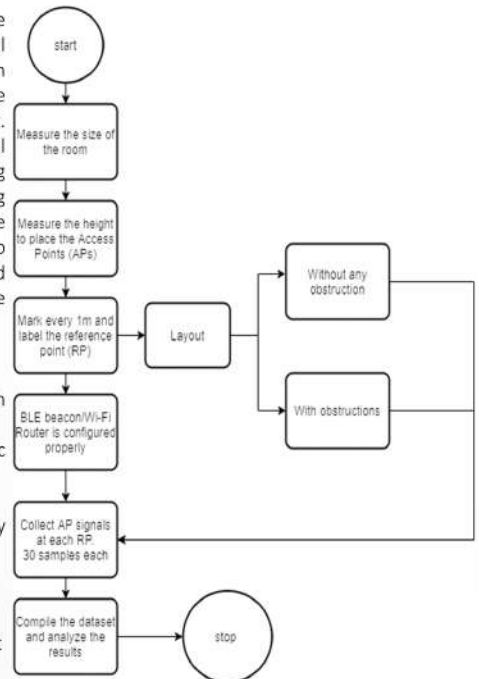 start
Measure the size of
the room
Measure the height
to place the Access
Points (APs)
Mark every 1m and
label the reference
point (RP)
Layout
Without any
obstruction
With obstructions
BLE beacon/Wi-Fi
Router is configured
properly
Collect AP signals
at each RP.
30 samples each
Compile the dataset
and analyze the
results
stop